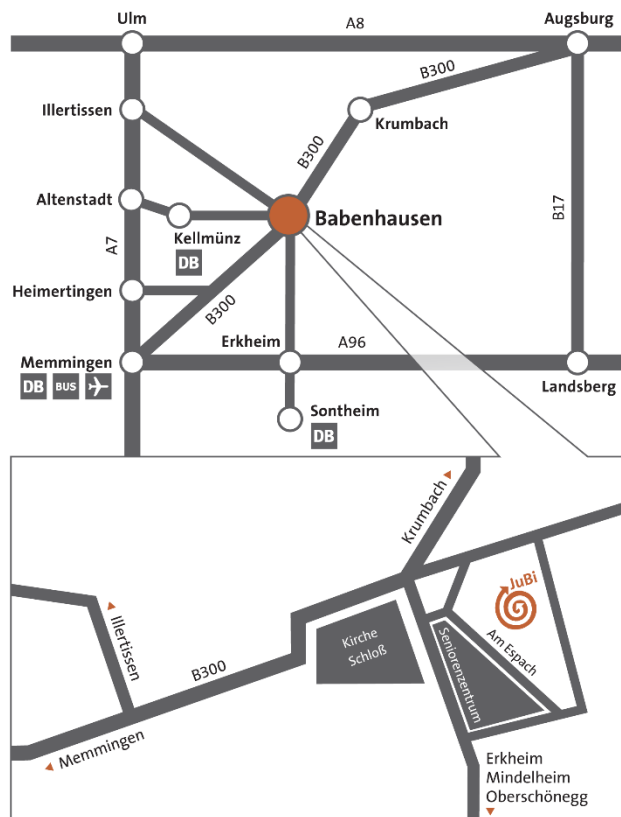 Ulm
A8
Augsburg
B300
Illertissen
Krumbach
B300
Altenstadt
B17
Babenhausen
Kellmünz
A7
DB
Heimertingen
B300
Erkheim
A96
Memmingen
Landsberg
DB
BUS
Sontheim
DB
Krumbach
JuBi
Illertissen
Kirche
Schloß
Am Espach
Seniorenzentrum
B300
Memmingen
Erkheim
Mindelheim
Oberschönegg